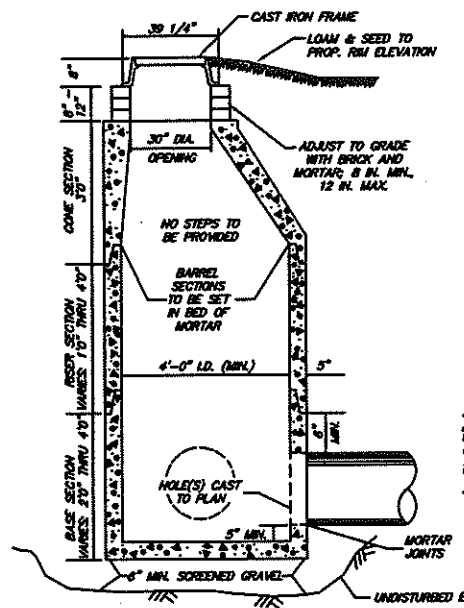 39 1/4"
CAST IRON FRAME
LOAM & SEED TO
PROP. RIM ELEVATION
8"
8" -
12"
30" DIA.
OPENING
ADJUST TO GRADE
WITH BRICK AND
MORTAR; 8 IN. MIN.,
12 IN. MAX.
CONE SECTION
3'0"
NO STEPS TO
BE PROVIDED
BARREL
SECTIONS
TO BE SET
IN BED OF
MORTAR
RISER SECTION
VARIES: 1'0" THRU 4'0"
4'-0" I.D. (MIN.)
5"
6"
MIN.
BASE SECTION
VARIES: 2'0" THRU 4'0"
HOLE(S) CAST
TO PLAN
5" MIN.
MORTAR
JOINTS
6" MIN. SCREENED GRAVEL
UNDISTURBED E